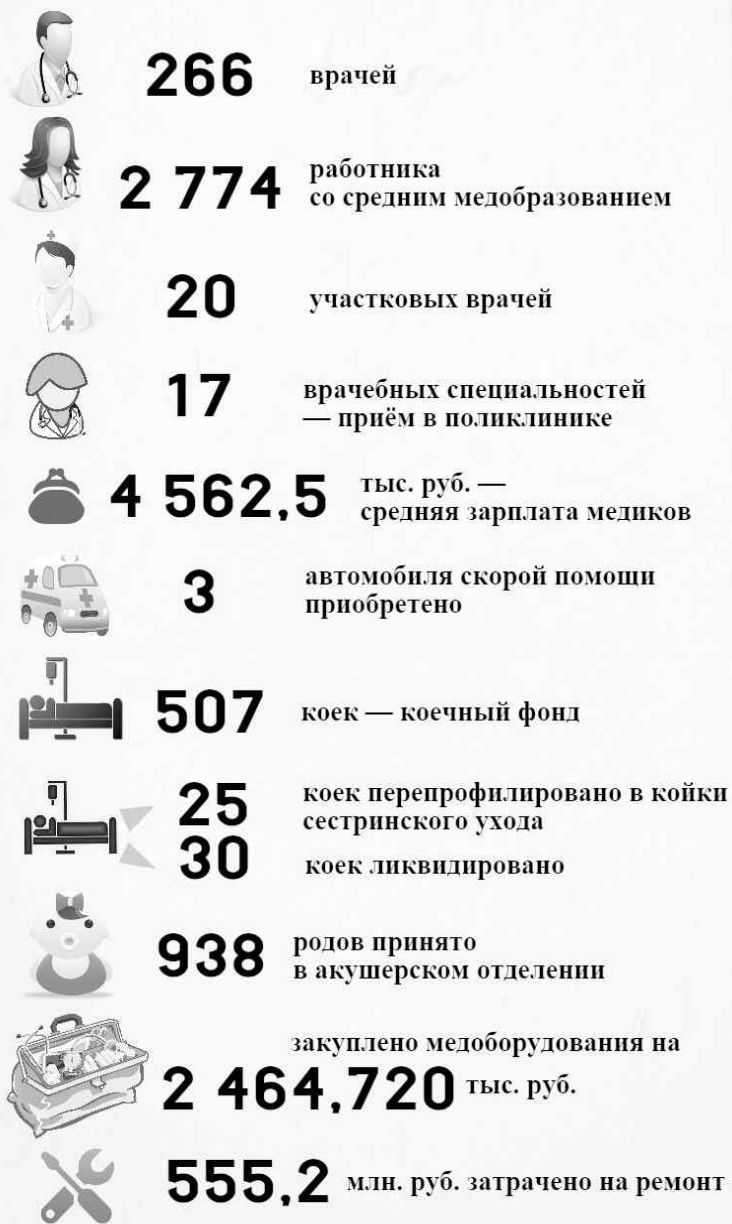 266 врачей
2 774 работника
со средним медобразованием
20 участковых врачей
17 врачебных специальностей
— приём в поликлинике
4 562,5 тыс. руб. —
средняя зарплата медиков
3 автомобиля скорой помощи
приобретено
507 коек — коечный фонд
25 коек перепрофилировано в койки
сестринского ухода
30 коек ликвидировано
938 родов принято
в акушерском отделении
закуплено медоборудования на
2 464,720 тыс. руб.
555,2 млн. руб. затрачено на ремонт